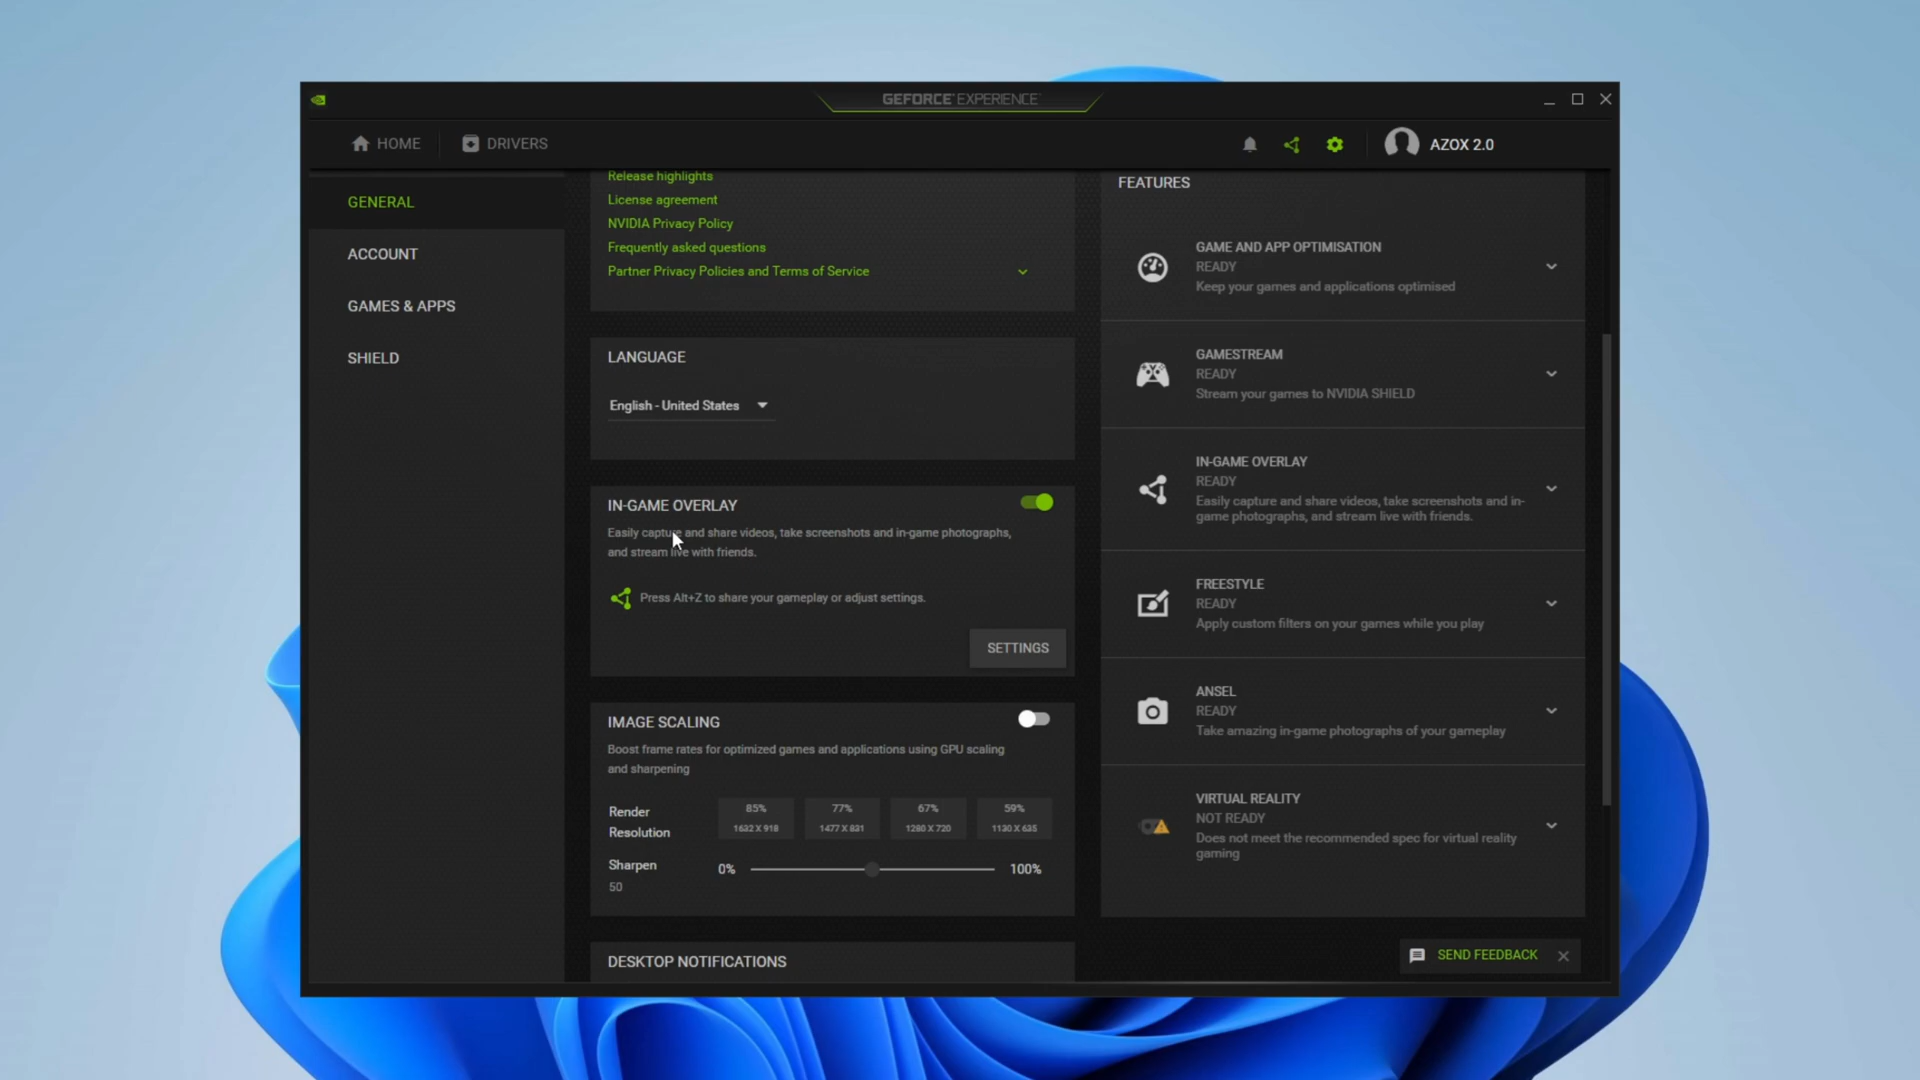 GEFORCE EXPERIENCE
HOME
DRIVERS
AZOX 2.0
GENERAL
ACCOUNT
GAMES & APPS
SHIELD
Release highlights
License agreement
NVIDIA Privacy Policy
Frequently asked questions
Partner Privacy Policies and Terms of Service
LANGUAGE
English - United States
IN-GAME OVERLAY
Easily capture and share videos, take screenshots and in-game photographs,
and stream live with friends.
Press Alt+Z to share your gameplay or adjust settings.
SETTINGS
IMAGE SCALING
Boost frame rates for optimized games and applications using GPU scaling
and sharpening
Render
Resolution
85%
1632 X 918
77%
1477 X 831
67%
1280 X 720
59%
1130 X 635
Sharpen
50
0%
100%
DESKTOP NOTIFICATIONS
FEATURES
GAME AND APP OPTIMISATION
READY
Keep your games and applications optimised
GAMESTREAM
READY
Stream your games to NVIDIA SHIELD
IN-GAME OVERLAY
READY
Easily capture and share videos, take screenshots and in-
game photographs, and stream live with friends.
FREESTYLE
READY
Apply custom filters on your games while you play
ANSEL
READY
Take amazing in-game photographs of your gameplay
VIRTUAL REALITY
NOT READY
Does not meet the recommended spec for virtual reality
gaming
SEND FEEDBACK